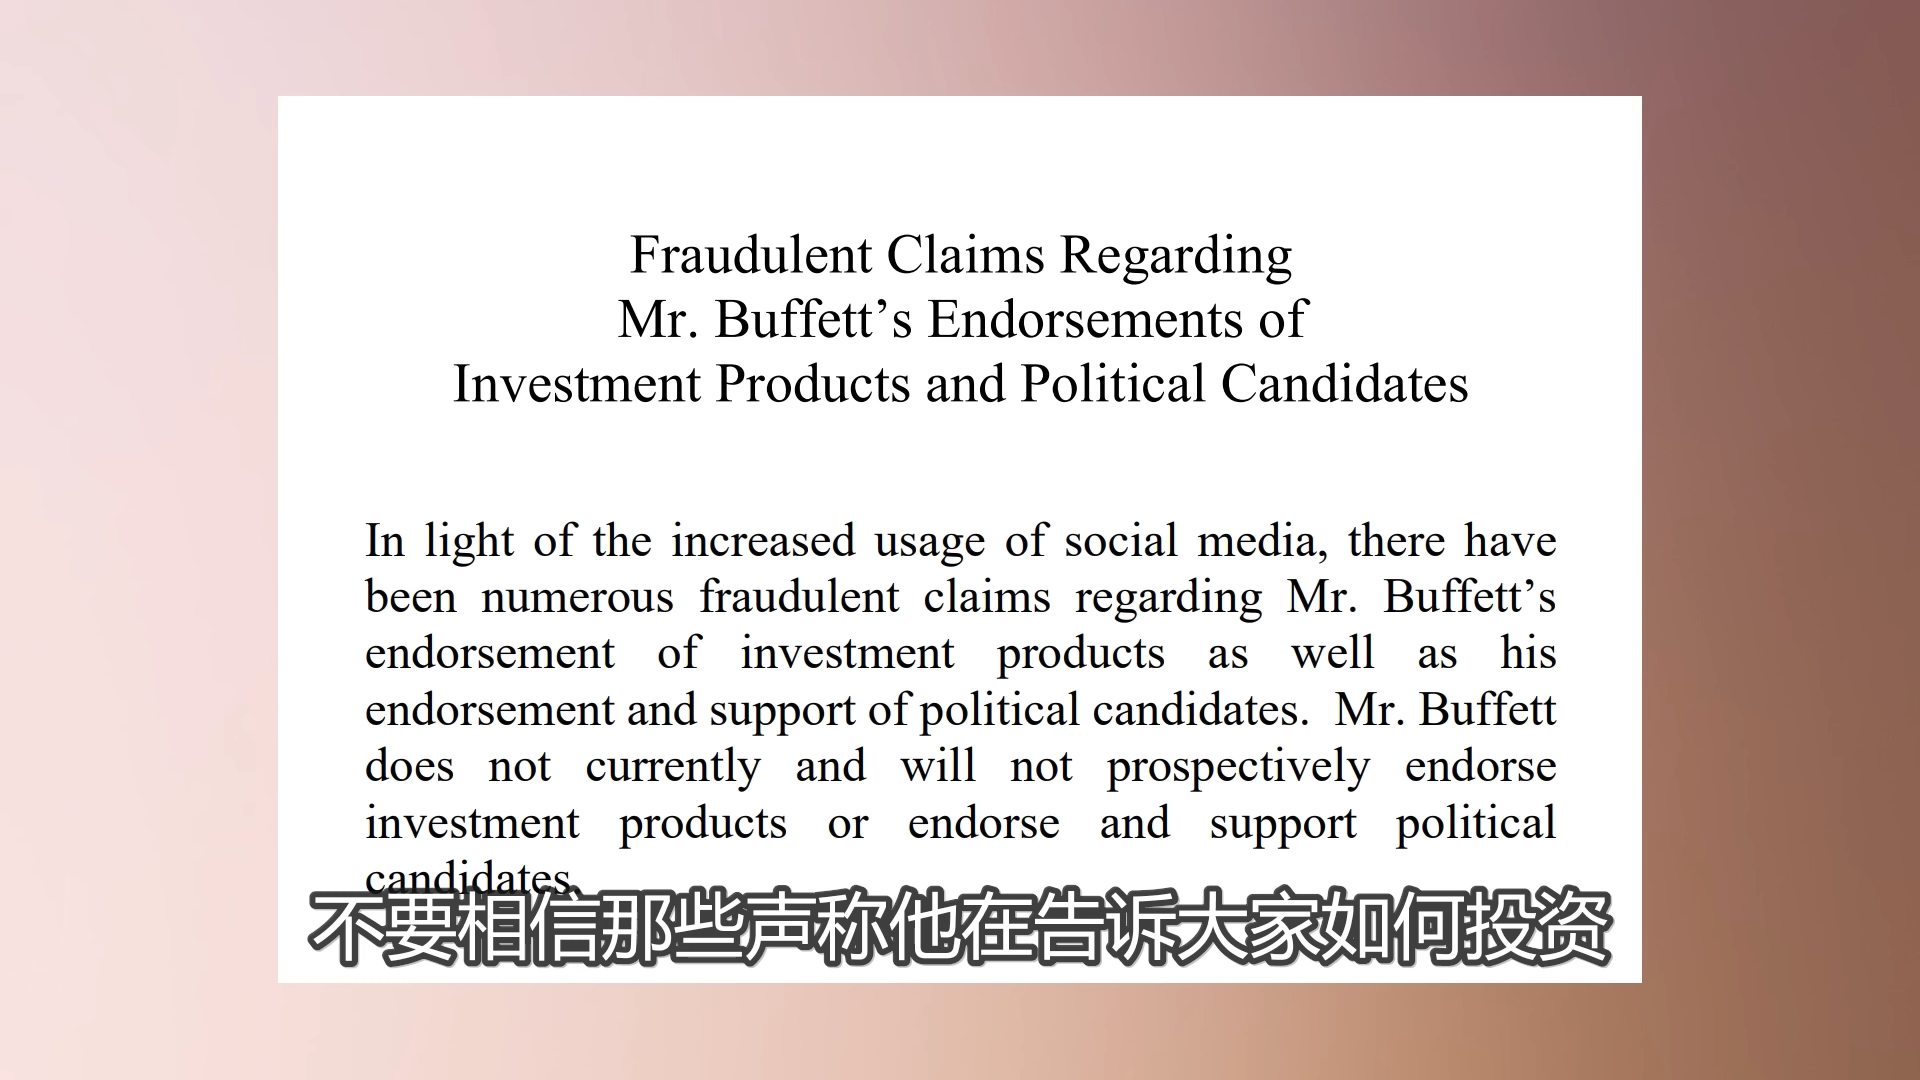 Fraudulent Claims Regarding
Mr. Buffett’s Endorsements of
Investment Products and Political Candidates
In light of the increased usage of social media, there have
been numerous fraudulent claims regarding Mr. Buffett’s
endorsement of investment products as well as his
endorsement and support of political candidates.  Mr. Buffett
does not currently and will not prospectively endorse
investment products or endorse and support political
candidates.
不要相信那些声称他在告诉大家如何投资